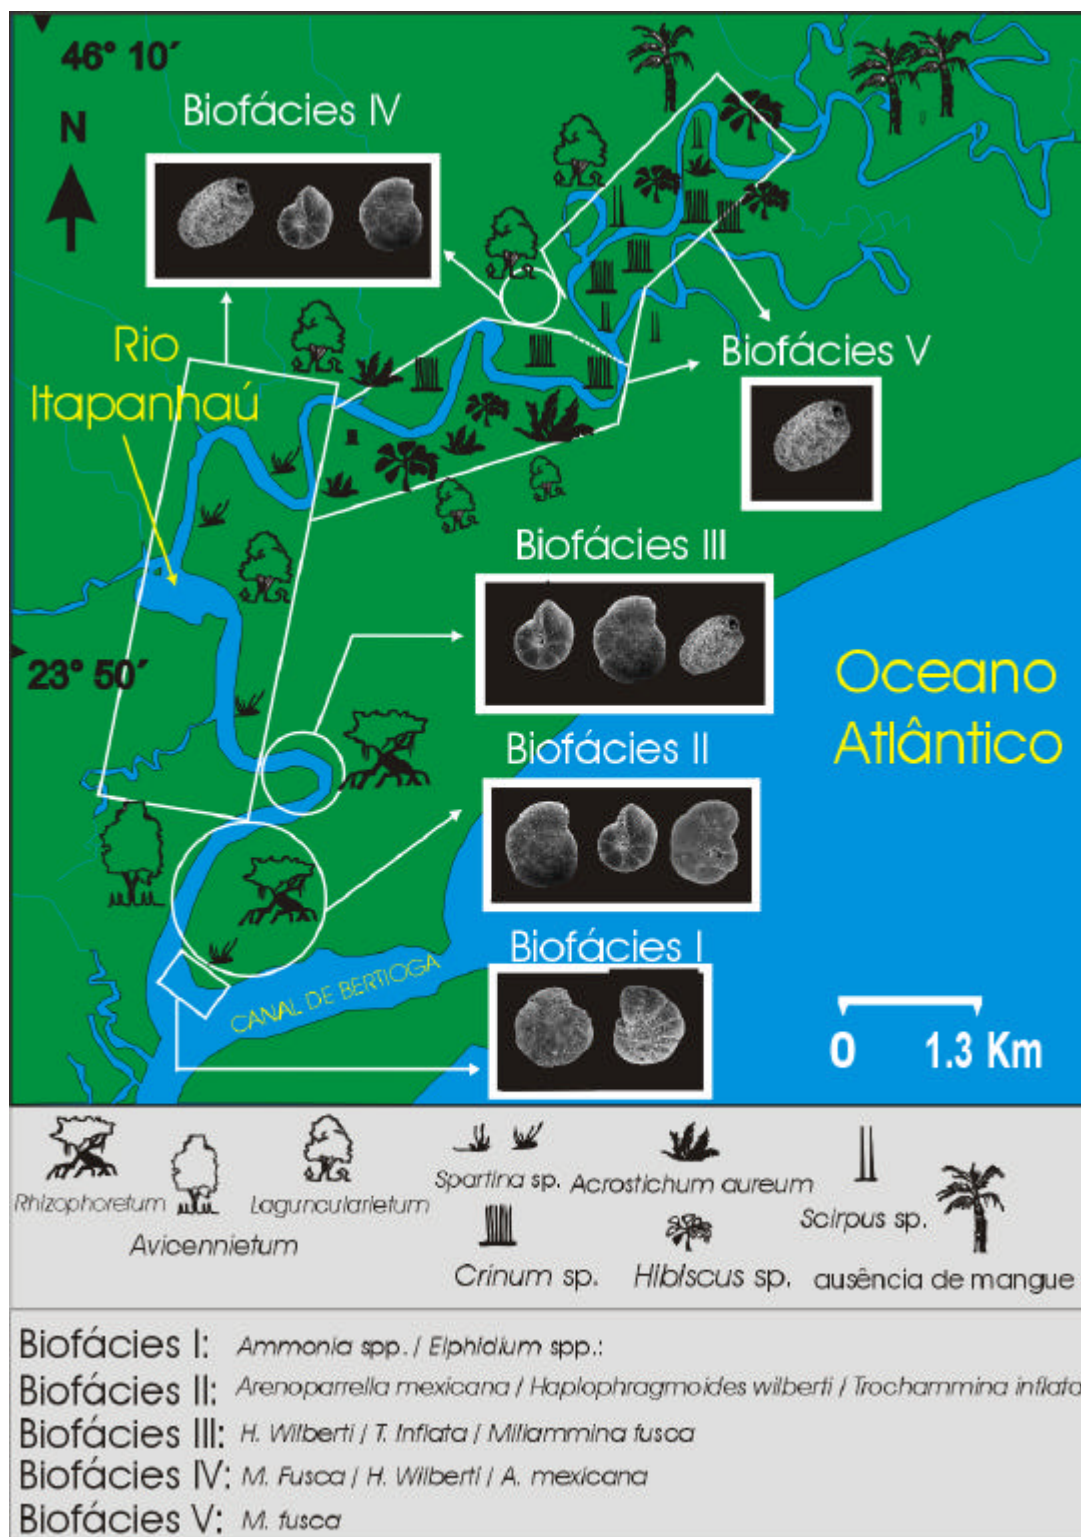 46° 10´
N
Biofácies IV
Rio
Itapanhaú
Biofácies V
Biofácies III
23° 50´
Oceano
Atlântico
Biofácies II
Biofácies I
CANAL DE BERTIOGA
0 1.3 Km
Rhizophoretum
Avicennietum
Laguncularietum
Spartina sp.
Acrostichum aureum
Scirpus sp.
Crinum sp.
Hibiscus sp.
ausência de mangue
Biofácies I: Ammonia spp. / Elphidium spp.:
Biofácies II: Arenoparrella mexicana / Haplophragmoides wilberti / Trochammina inflata
Biofácies III: H. Wilberti / T. Inflata / Miliammina fusca
Biofácies IV: M. Fusca / H. Wilberti / A. mexicana
Biofácies V: M. fusca